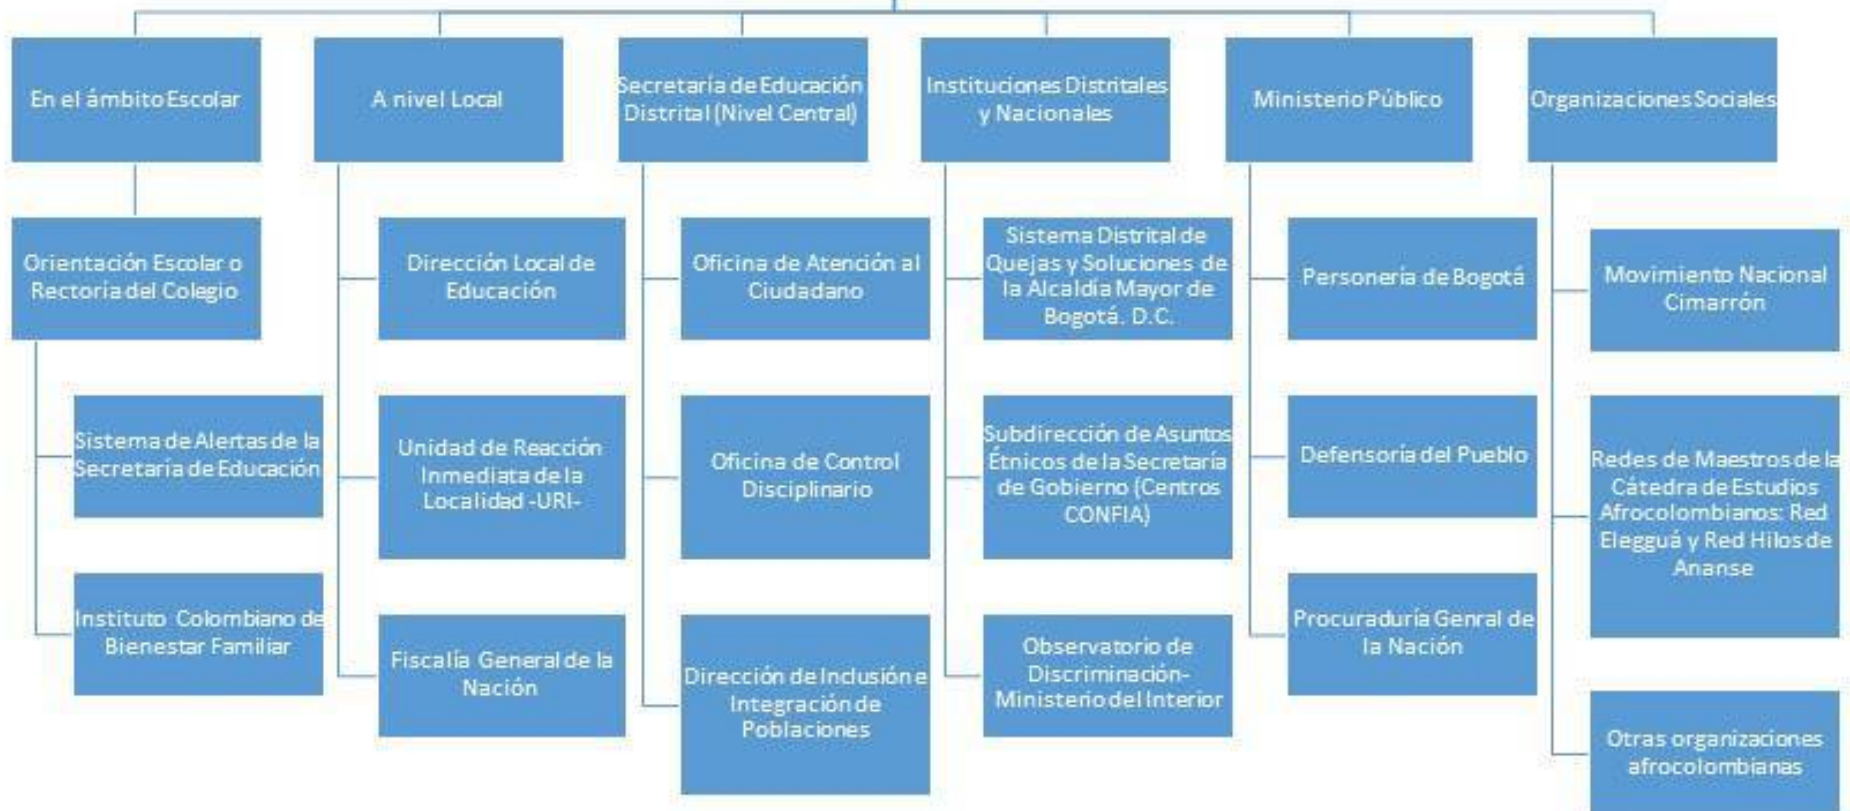 En el ámbito Escolar
Orientación Escolar o
Rectoría del Colegio
Sistema de Alertas de la
Secretaría de Educación
Instituto Colombiano de
Bienestar Familiar
A nivel Local
Dirección Local de
Educación
Unidad de Reacción
Inmediata de la
Localidad -URI-
Fiscalía General de la
Nación
Secretaría de Educación
Distrital (Nivel Central)
Oficina de Atención al
Ciudadano
Oficina de Control
Disciplinario
Dirección de Inclusión e
Integración de
Poblaciones
Instituciones Distritales
y Nacionales
Sistema Distrital de
Quejas y Soluciones de
la Alcaldía Mayor de
Bogotá. D.C.
Subdirección de Asuntos
Étnicos de la Secretaría
de Gobierno (Centros
CONFIA)
Observatorio de
Discriminación-
Ministerio del Interior
Ministerio Público
Personería de Bogotá
Defensoría del Pueblo
Procuraduría Genral de
la Nación
Organizaciones Sociales
Movimiento Nacional
Cimarrón
Redes de Maestros de la
Cátedra de Estudios
Afrocolombianos: Red
Elegguá y Red Hilos de
Ananse
Otras organizaciones
afrocolombianas